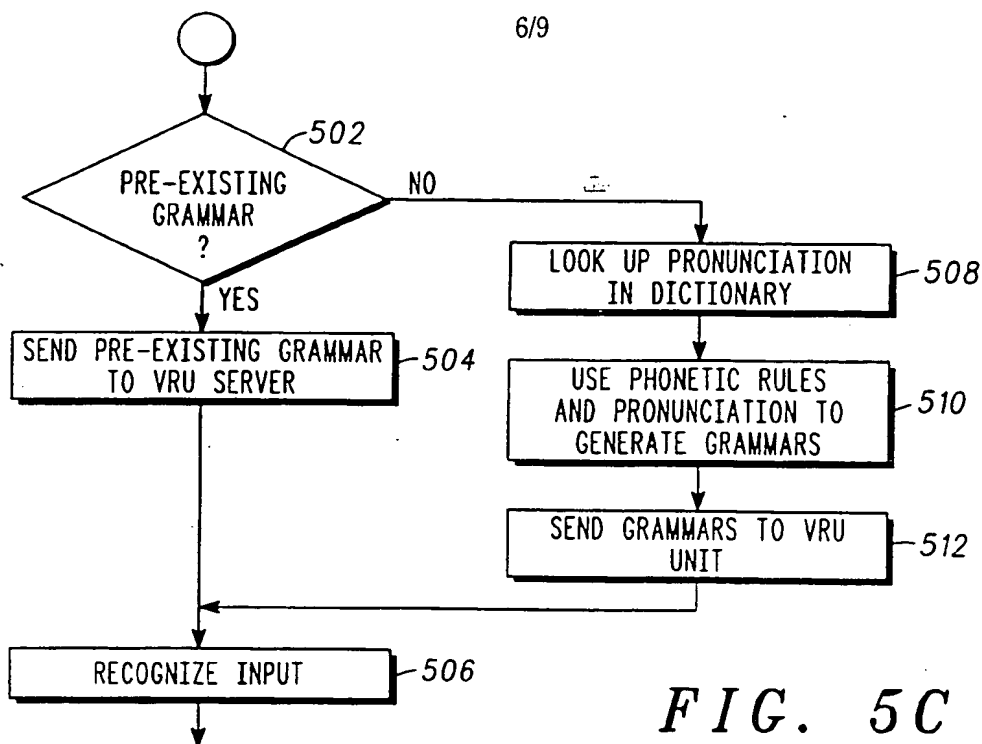 6/9
502
PRE-EXISTING
GRAMMAR
?
NO
YES
LOOK UP PRONUNCIATION
IN DICTIONARY
508
SEND PRE-EXISTING GRAMMAR
TO VRU SERVER
504
USE PHONETIC RULES
AND PRONUNCIATION TO
GENERATE GRAMMARS
510
SEND GRAMMARS TO VRU
UNIT
512
RECOGNIZE INPUT
506
FIG. 5C